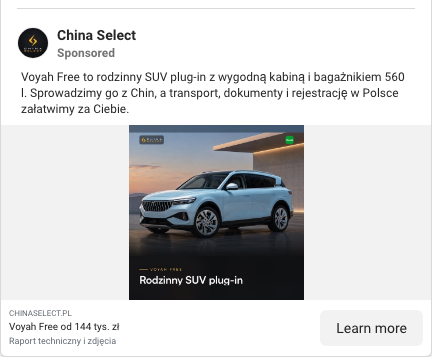 China Select
Sponsored
Voyah Free to rodzinny SUV plug-in z wygodną kabiną i bagażnikiem 560
l. Sprowadzimy go z Chin, a transport, dokumenty i rejestrację w Polsce
załatwimy za Ciebie.
VOYAH FREE
Rodzinny SUV plug-in
CHINASELECT.PL
Voyah Free od 144 tys. zł
Raport techniczny i zdjęcia
Learn more